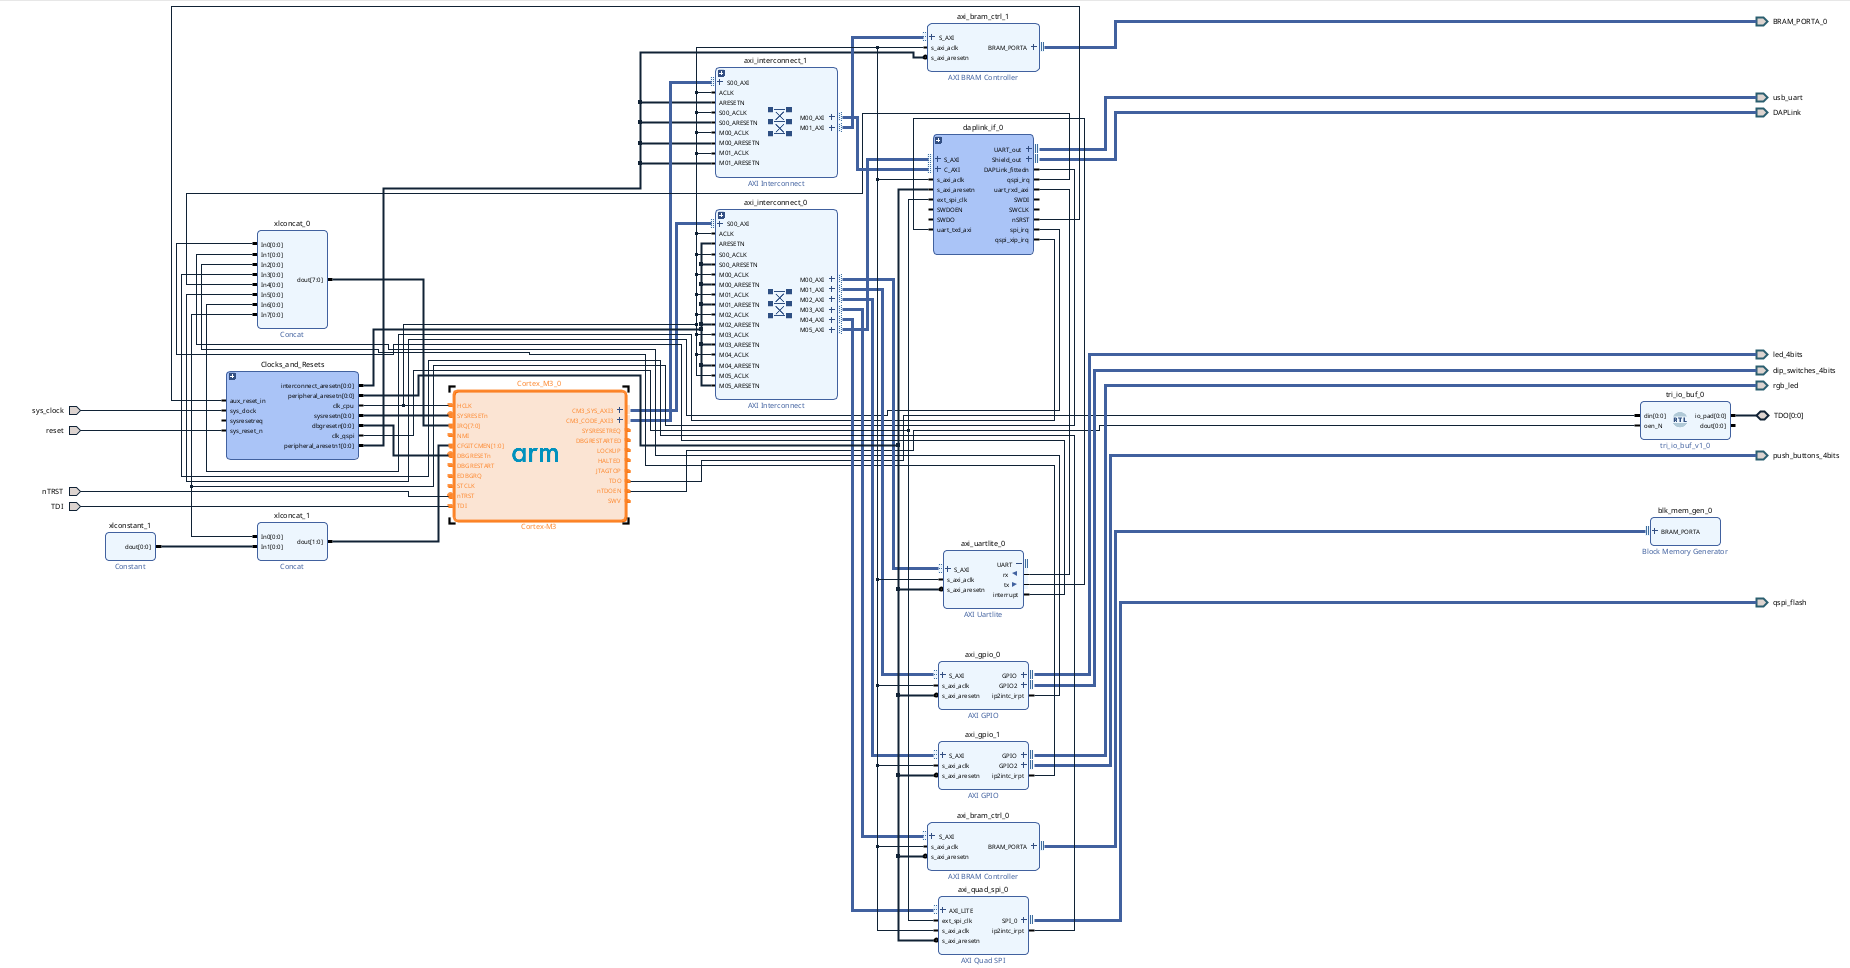 axi_bram_ctrl_1
S_AXI
s_axi_aclk
s_axi_aresetn
BRAM_PORTA
AXI BRAM Controller
BRAM_PORTA_0
axi_interconnect_1
S00_AXI
ACLK
ARESETN
S00_ACLK
S00_ARESETN
M00_ACLK
M00_ARESETN
M01_ACLK
M01_ARESETN
M00_AXI
M01_AXI
AXI Interconnect
usb_uart
DAPLink
daplink_if_0
S_AXI
C_AXI
s_axi_aclk
s_axi_aresetn
ext_spi_clk
SWDOEN
SWDO
uart_txd_axi
UART_out
Shield_out
DAPLink_fittedn
qspi_irq
uart_rxd_axi
SWDI
SWCLK
nSRST
spi_irq
qspi_xip_irq
axi_interconnect_0
S00_AXI
ACLK
ARESETN
S00_ACLK
S00_ARESETN
M00_ACLK
M00_ARESETN
M01_ACLK
M01_ARESETN
M02_ACLK
M02_ARESETN
M03_ACLK
M03_ARESETN
M04_ACLK
M04_ARESETN
M05_ACLK
M05_ARESETN
M00_AXI
M01_AXI
M02_AXI
M03_AXI
M04_AXI
M05_AXI
AXI Interconnect
xlconcat_0
In0[0:0]
In1[0:0]
In2[0:0]
In3[0:0]
In4[0:0]
In5[0:0]
In6[0:0]
In7[0:0]
dout[7:0]
Concat
Clocks_and_Resets
aux_reset_in
sys_clock
sysresetreq
sys_reset_n
interconnect_aresetn[0:0]
peripheral_aresetn[0:0]
clk_cpu
sysresetn[0:0]
dbgresetn[0:0]
clk_qspi
peripheral_aresetn1[0:0]
sys_clock
reset
nTRST
TDI
Cortex_M3_0
HCLK
SYSRESETn
IRQ[7:0]
NMI
CFGITCMEN[1:0]
DBGRESETn
DBGRESTART
EDBGRQ
STCLK
nTRST
TDI
arm
CM3_SYS_AXI3
CM3_CODE_AXI3
SYSRESETREQ
DBGRESTARTED
LOCKUP
HALTED
JTAGTOP
TDO
nTDOEN
SWV
Cortex-M3
xlconstant_1
dout[0:0]
Constant
xlconcat_1
In0[0:0]
In1[0:0]
dout[1:0]
Concat
led_4bits
dip_switches_4bits
rgb_led
tri_io_buf_0
din[0:0]
oen_N
RTL
io_pad[0:0]
dout[0:0]
tri_io_buf_v1_0
TDO[0:0]
push_buttons_4bits
blk_mem_gen_0
BRAM_PORTA
Block Memory Generator
axi_uartlite_0
S_AXI
s_axi_aclk
s_axi_aresetn
UART
rx
tx
interrupt
AXI Uartlite
qspi_flash
axi_gpio_0
S_AXI
s_axi_aclk
s_axi_aresetn
GPIO
GPIO2
ip2intc_irpt
AXI GPIO
axi_gpio_1
S_AXI
s_axi_aclk
s_axi_aresetn
GPIO
GPIO2
ip2intc_irpt
AXI GPIO
axi_bram_ctrl_0
S_AXI
s_axi_aclk
s_axi_aresetn
BRAM_PORTA
AXI BRAM Controller
axi_quad_spi_0
AXI_LITE
ext_spi_clk
s_axi_aclk
s_axi_aresetn
SPI_0
ip2intc_irpt
AXI Quad SPI